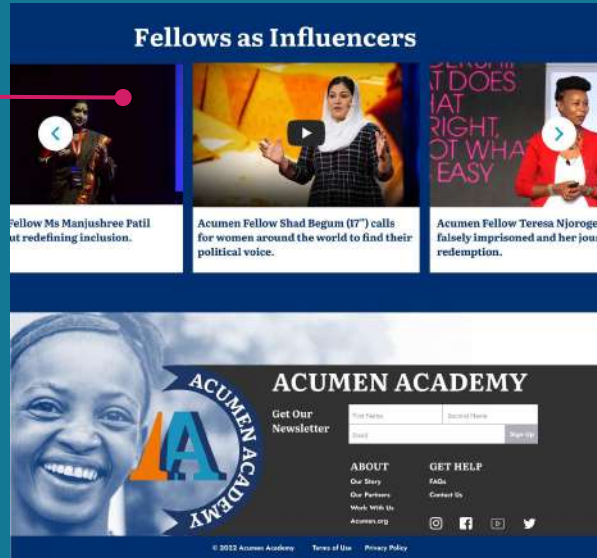 Fellows as Influencers
DOES
HAT
RIGHT,
OT WHA
EASY
Fellow Ms Manjushree Patil
ut redefining inclusion.
Acumen Fellow Shad Begum (17") calls
for women around the world to find their
political voice.
Acumen Fellow Teresa Njoroge
falsely imprisoned and her jour
redemption.
ACUMEN ACADEMY
ACUMEN ACADEMY
Get Our
Newsletter
First Name
Second Name
Email
Sign Up
ABOUT
Our Story
Our Partners
Work With Us
Acumen.org
GET HELP
FAQs
Contact Us
© 2022 Acumen Academy Terms of Use Privacy Policy